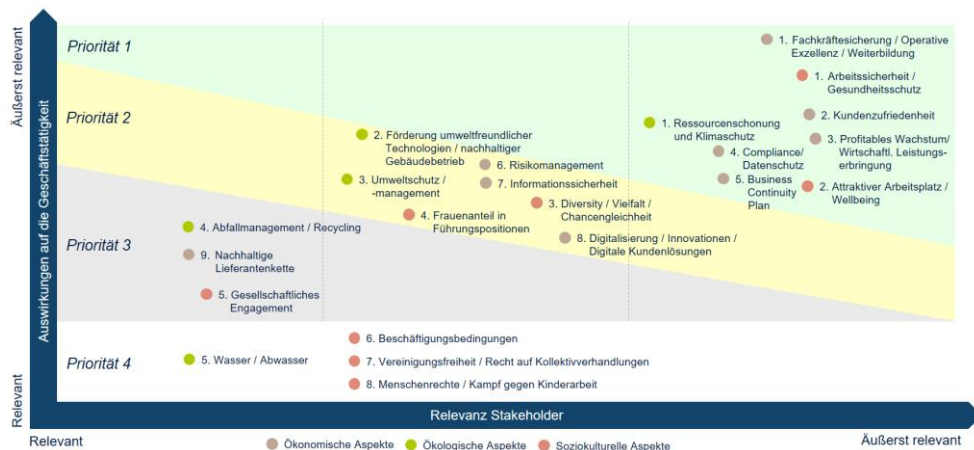 Äußerst relevant
Auswirkungen auf die Geschäftstätigkeit
Relevant
Priorität 1
Priorität 2
Priorität 3
Priorität 4
1. Fachkräftesicherung / Operative
Exzellenz / Weiterbildung
1. Arbeitssicherheit /
Gesundheitsschutz
2. Kundenzufriedenheit
1. Ressourcenschonung
und Klimaschutz
3. Profitables Wachstum/
Wirtschaftl. Leistungs-
erbringung
4. Compliance/
Datenschutz
5. Business
Continuity
Plan
2. Attraktiver Arbeitsplatz /
Wellbeing
2. Förderung umweltfreundlicher
Technologien / nachhaltiger
Gebäudebetrieb
6. Risikomanagement
3. Umweltschutz /
-management
7. Informationssicherheit
3. Diversity / Vielfalt /
Chancengleichheit
4. Frauenanteil in
Führungspositionen
8. Digitalisierung / Innovationen /
Digitale Kundenlösungen
4. Abfallmanagement / Recycling
9. Nachhaltige
Lieferantenkette
5. Gesellschaftliches
Engagement
6. Beschäftigungsbedingungen
5. Wasser / Abwasser
7. Vereinigungsfreiheit / Recht auf Kollektivverhandlungen
8. Menschenrechte / Kampf gegen Kinderarbeit
Relevanz Stakeholder
Relevant
Äußerst relevant
Ökonomische Aspekte
Ökologische Aspekte
Soziokulturelle Aspekte